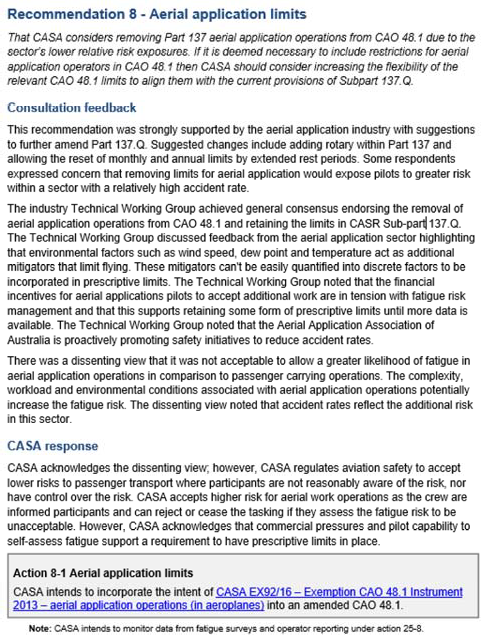 Recommendation 8 - Aerial application limits
That CASA considers removing Part 137 aerial application operations from CAO 48.1 due to the
sector's lower relative risk exposures. If it is deemed necessary to include restrictions for aerial
application operators in CAO 48.1 then CASA should consider increasing the flexibility of the
relevant CAO 48.1 limits to align them with the current provisions of Subpart 137.Q.
Consultation feedback
This recommendation was strongly supported by the aerial application industry with suggestions
to further amend Part 137.Q. Suggested changes include adding rotary within Part 137 and
allowing the reset of monthly and annual limits by extended rest periods. Some respondents
expressed concern that removing limits for aerial application would expose pilots to greater risk
within a sector with a relatively high accident rate.
The industry Technical Working Group achieved general consensus endorsing the removal of
aerial application operations from CAO 48.1 and retaining the limits in CASR Sub-part 137.Q.
The Technical Working Group discussed feedback from the aerial application sector highlighting
that environmental factors such as wind speed, dew point and temperature act as additional
mitigators that limit flying. These mitigators can't be easily quantified into discrete factors to be
incorporated in prescriptive limits. The Technical Working Group noted that the financial
incentives for aerial applications pilots to accept additional work are in tension with fatigue risk
management and that this supports retaining some form of prescriptive limits until more data is
available. The Technical Working Group noted that the Aerial Application Association of
Australia is proactively promoting safety initiatives to reduce accident rates.
There was a dissenting view that it was not acceptable to allow a greater likelihood of fatigue in
aerial application operations in comparison to passenger carrying operations. The complexity,
workload and environmental conditions associated with aerial application operations potentially
increase the fatigue risk. The dissenting view noted that accident rates reflect the additional risk
in this sector.
CASA response
CASA acknowledges the dissenting view; however, CASA regulates aviation safety to accept
lower risks to passenger transport where participants are not reasonably aware of the risk, nor
have control over the risk. CASA accepts higher risk for aerial work operations as the crew are
informed participants and can reject or cease the tasking if they assess the fatigue risk to be
unacceptable. However, CASA acknowledges that commercial pressures and pilot capability to
self-assess fatigue support a requirement to have prescriptive limits in place.
Action 8-1 Aerial application limits
CASA intends to incorporate the intent of CASA EX92/16 – Exemption CAO 48.1 Instrument
2013 – aerial application operations (in aeroplanes) into an amended CAO 48.1.
Note: CASA intends to monitor data from fatigue surveys and operator reporting under action 25-8.